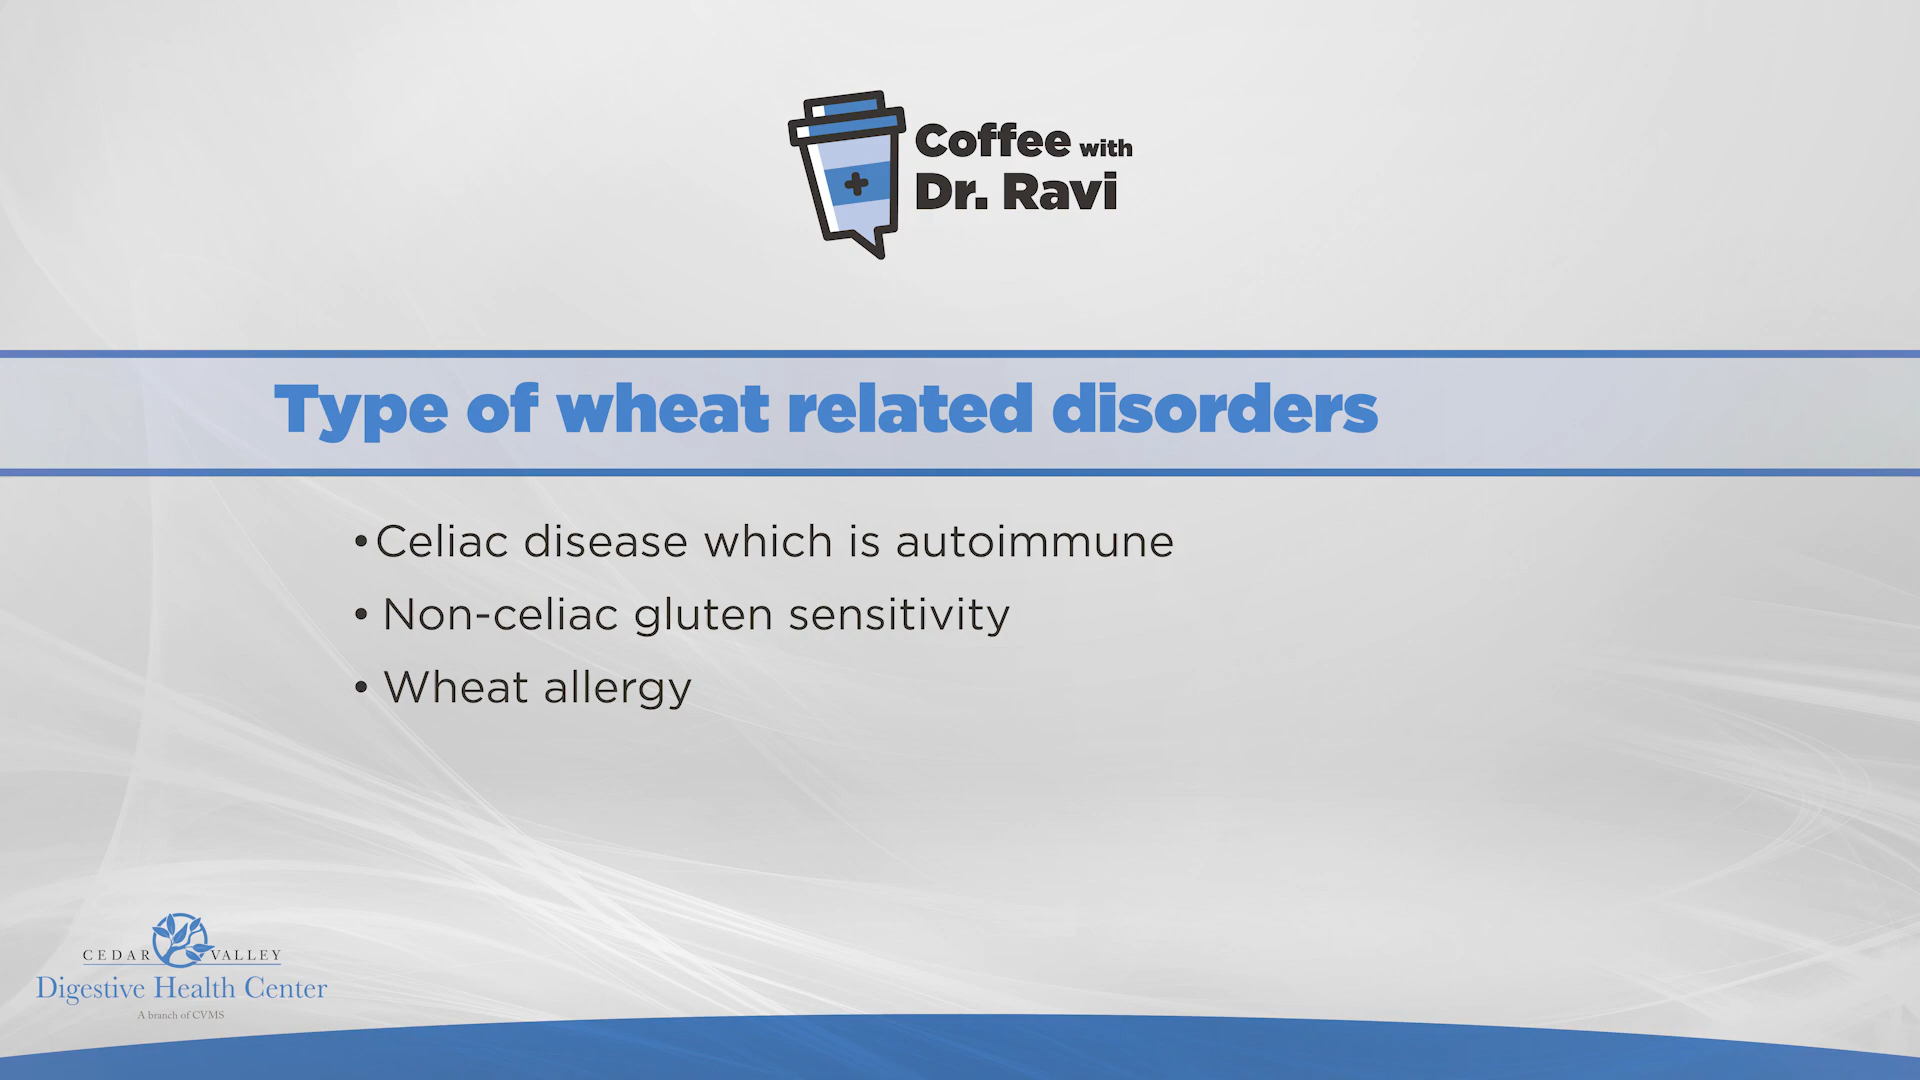 Coffee with
Dr. Ravi
Type of wheat related disorders
•Celiac disease which is autoimmune
• Non-celiac gluten sensitivity
• Wheat allergy
CEDAR VALLEY
Digestive Health Center
A branch of CVMS